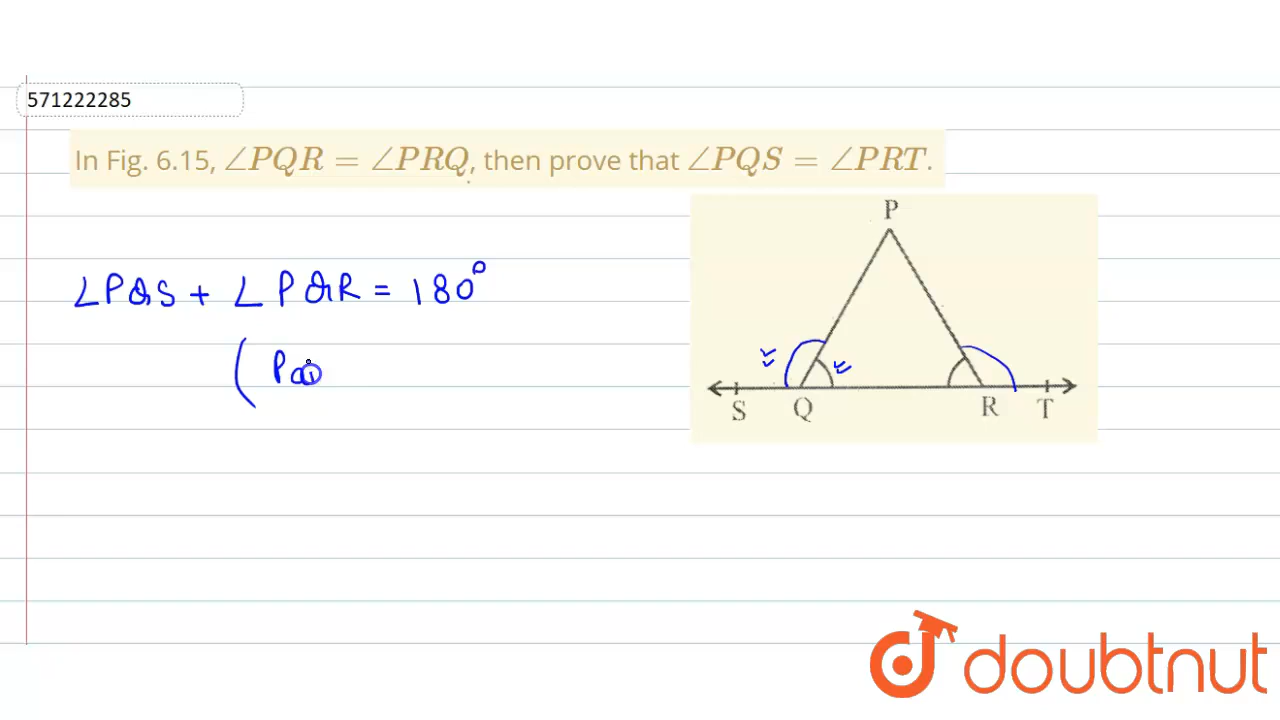 571222285
In Fig. 6.15, ∠PQR = ∠PRQ, then prove that ∠PQS = ∠PRT.
P
∠PQS + ∠PQR = 180°
S Q R T
doubtnut